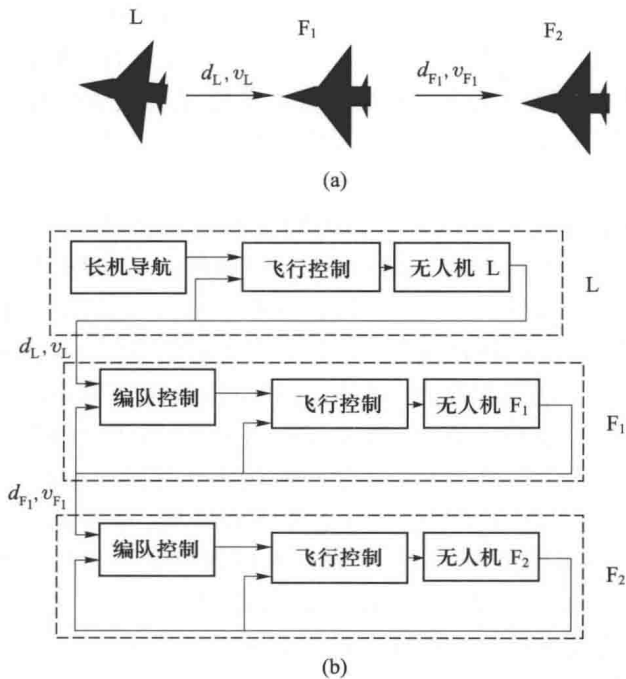 L
F₁
F₂
d_L, v_L
d_F₁, v_F₁
(a)
长机导航
飞行控制
无人机 L
L
d_L, v_L
编队控制
飞行控制
无人机 F₁
F₁
d_F₁, v_F₁
编队控制
飞行控制
无人机 F₂
F₂
(b)